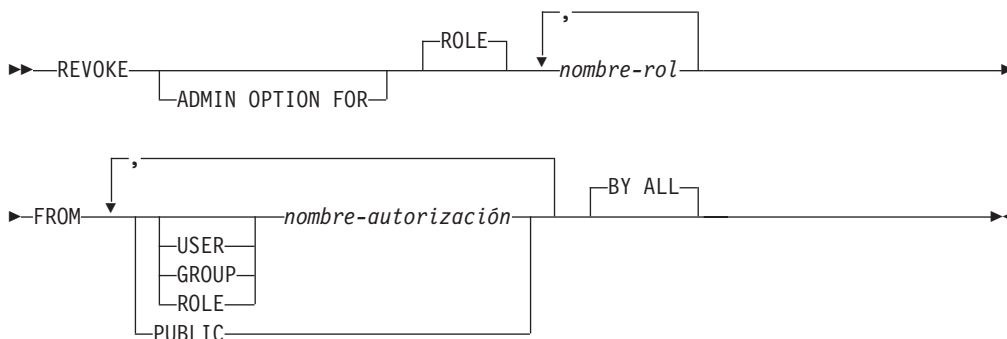 ,
ROLE
REVOKE nombre-rol
ADMIN OPTION FOR
,
BY ALL
FROM nombre-autorización
USER
GROUP
ROLE
PUBLIC